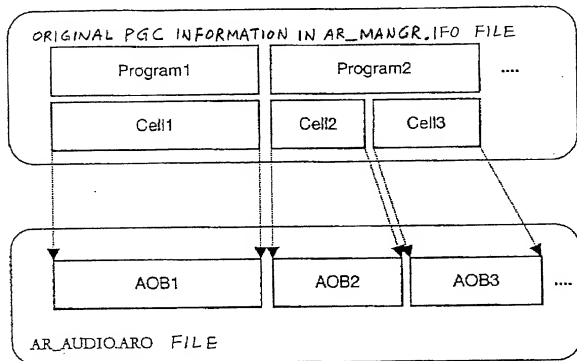 ORIGINAL PGC INFORMATION IN AR_MANGR.IFO FILE
Program1 Program2 ....
Cell1 Cell2 Cell3
AOB1 AOB2 AOB3 ....
AR_AUDIO.ARO FILE